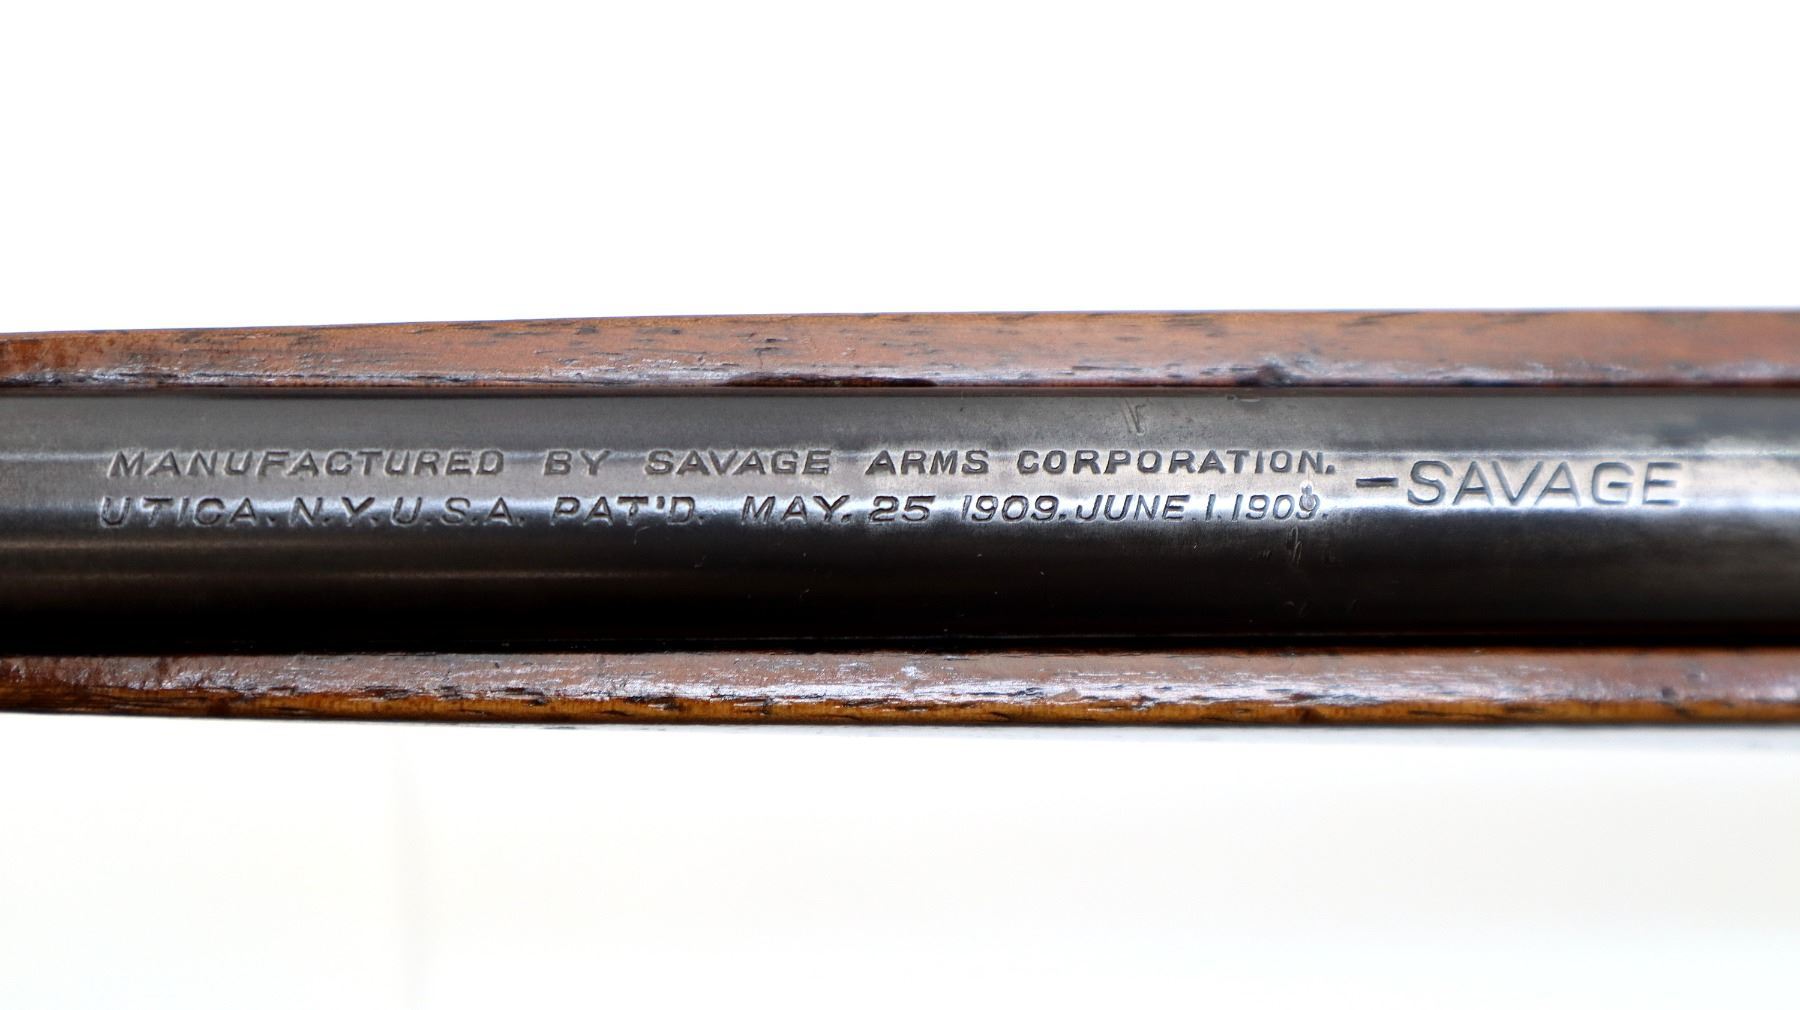 MANUFACTURED BY SAVAGE ARMS CORPORATION.
UTICA. N.Y. U.S.A. PAT'D. MAY. 25 1909. JUNE. 1. 1909.
—SAVAGE